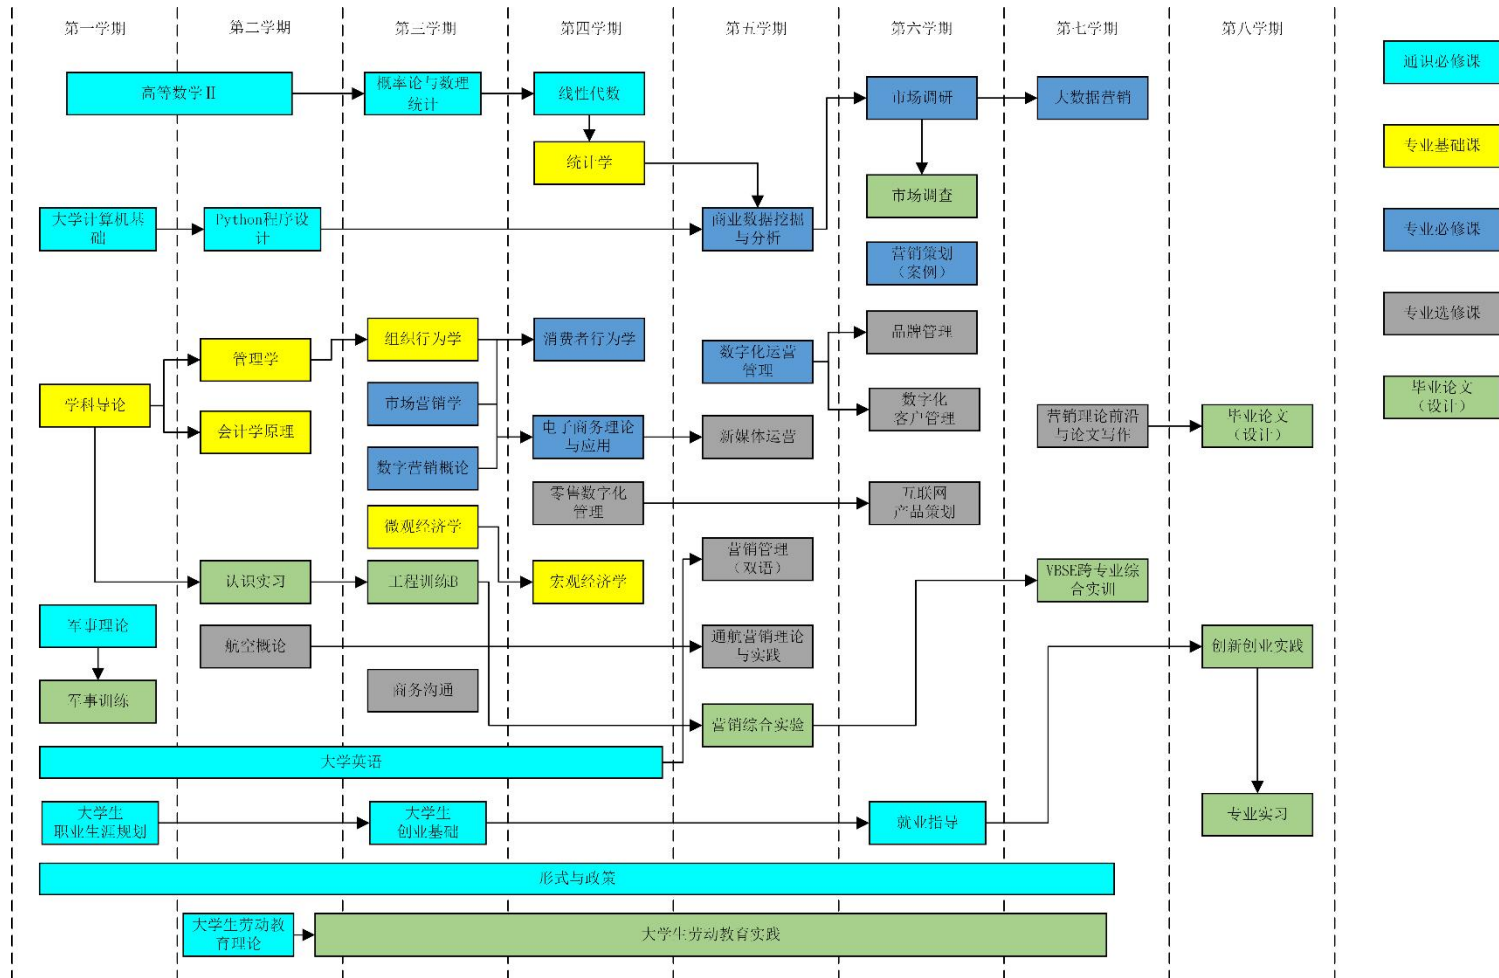 第一学期
第二学期
第三学期
第四学期
第五学期
第六学期
第七学期
第八学期
通识必修课
高等数学Ⅱ
概率论与数理
统计
线性代数
市场调研
大数据营销
专业基础课
统计学
市场调查
大学计算机基
础
Python程序设
计
商业数据挖掘
与分析
专业必修课
营销策划
（案例）
专业选修课
管理学
组织行为学
消费者行为学
数字化运营
管理
品牌管理
学科导论
市场营销学
数字化
客户管理
毕业论文
（设计）
会计学原理
电子商务理论
与应用
新媒体运营
营销理论前沿
与论文写作
毕业论文
（设计）
数字营销概论
零售数字化
管理
互联网
产品策划
微观经济学
营销管理
（双语）
认识实习
工程训练B
宏观经济学
VBSE跨专业综
合实训
军事理论
航空概论
通航营销理论
与实践
创新创业实践
军事训练
商务沟通
营销综合实验
大学英语
大学生
职业生涯规划
大学生
创业基础
就业指导
专业实习
形式与政策
大学生劳动教
育理论
大学生劳动教育实践